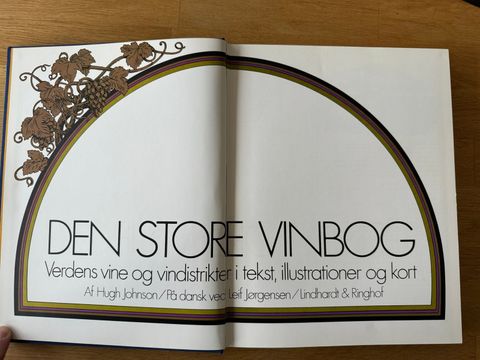 DEN STORE VINBOG
Verdens vine og vindistrikter i tekst, illustrationer og kort
Af Hugh Johnson/På dansk ved Leif Jørgensen/Lindhardt & Ringhof